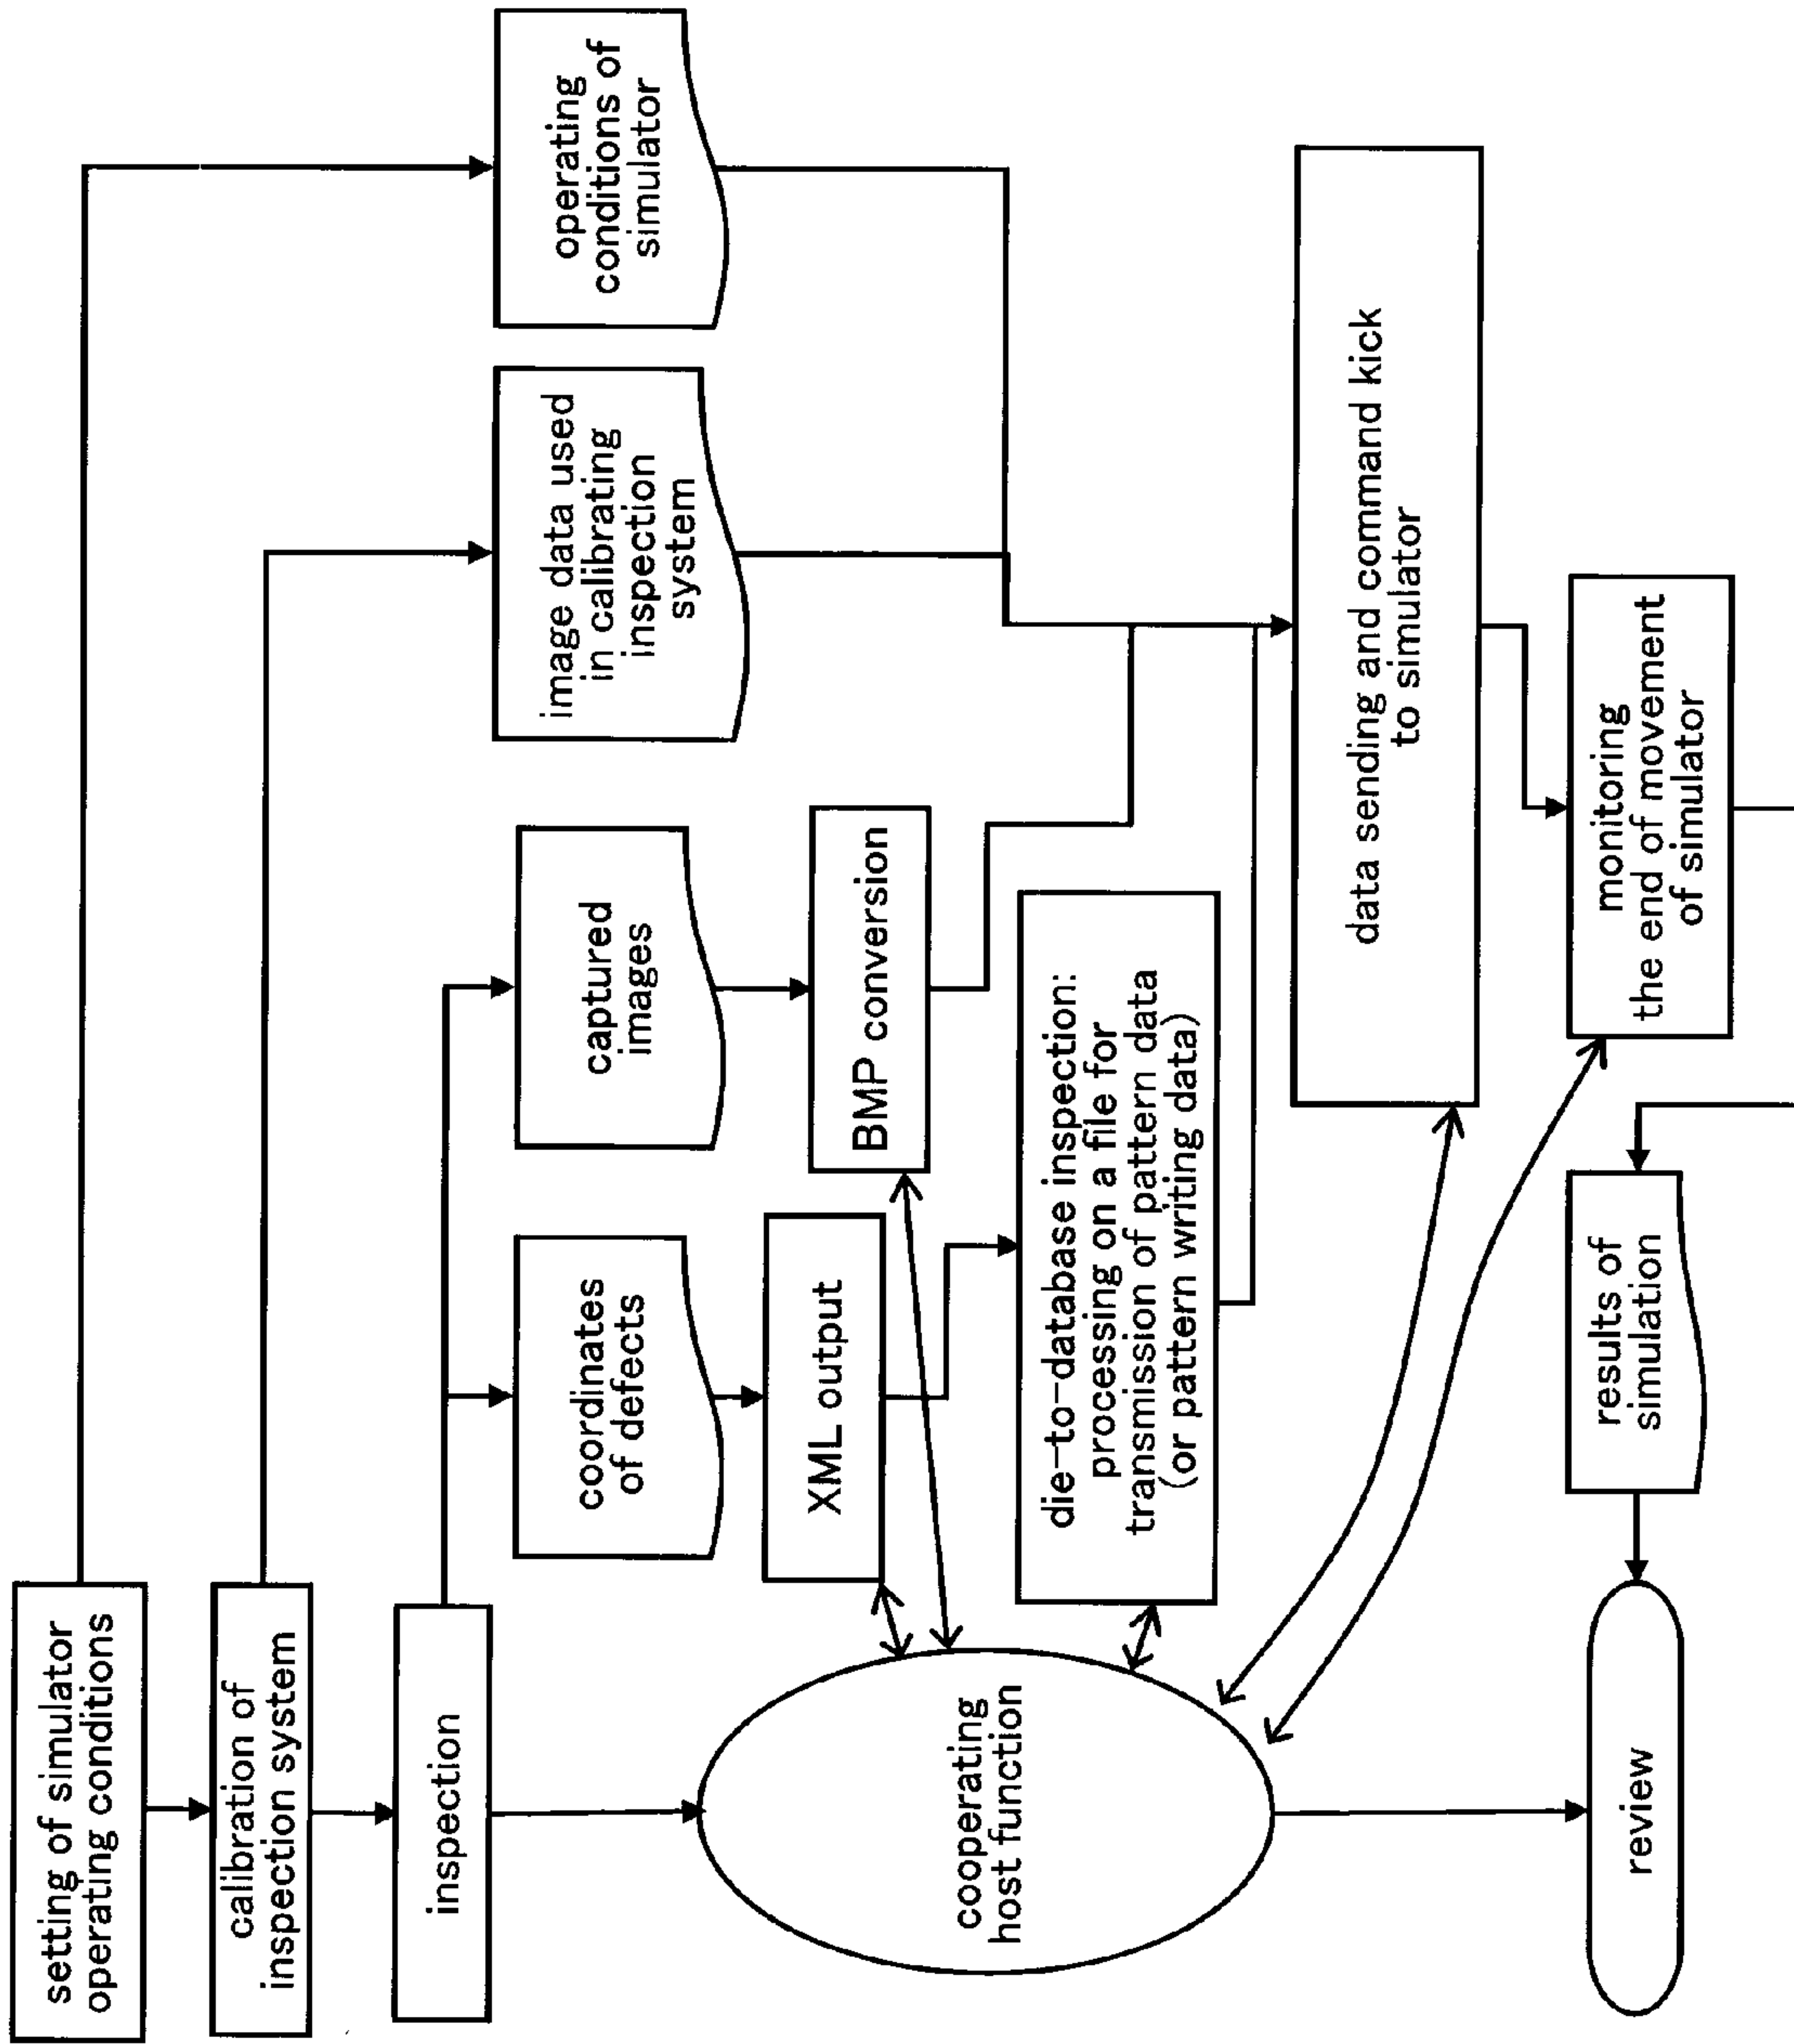 setting of simulator
operating conditions
calibration of
inspection system
inspection
coordinates
of defects
captured
images
image data used
in calibrating
inspection
system
operating
conditions of
simulator
XML output
BMP conversion
cooperating
host function
die-to-database inspection:
processing on a file for
transmission of pattern data
(or pattern writing data)
data sending and command kick
to simulator
monitoring
the end of movement
of simulator
results of
simulation
review